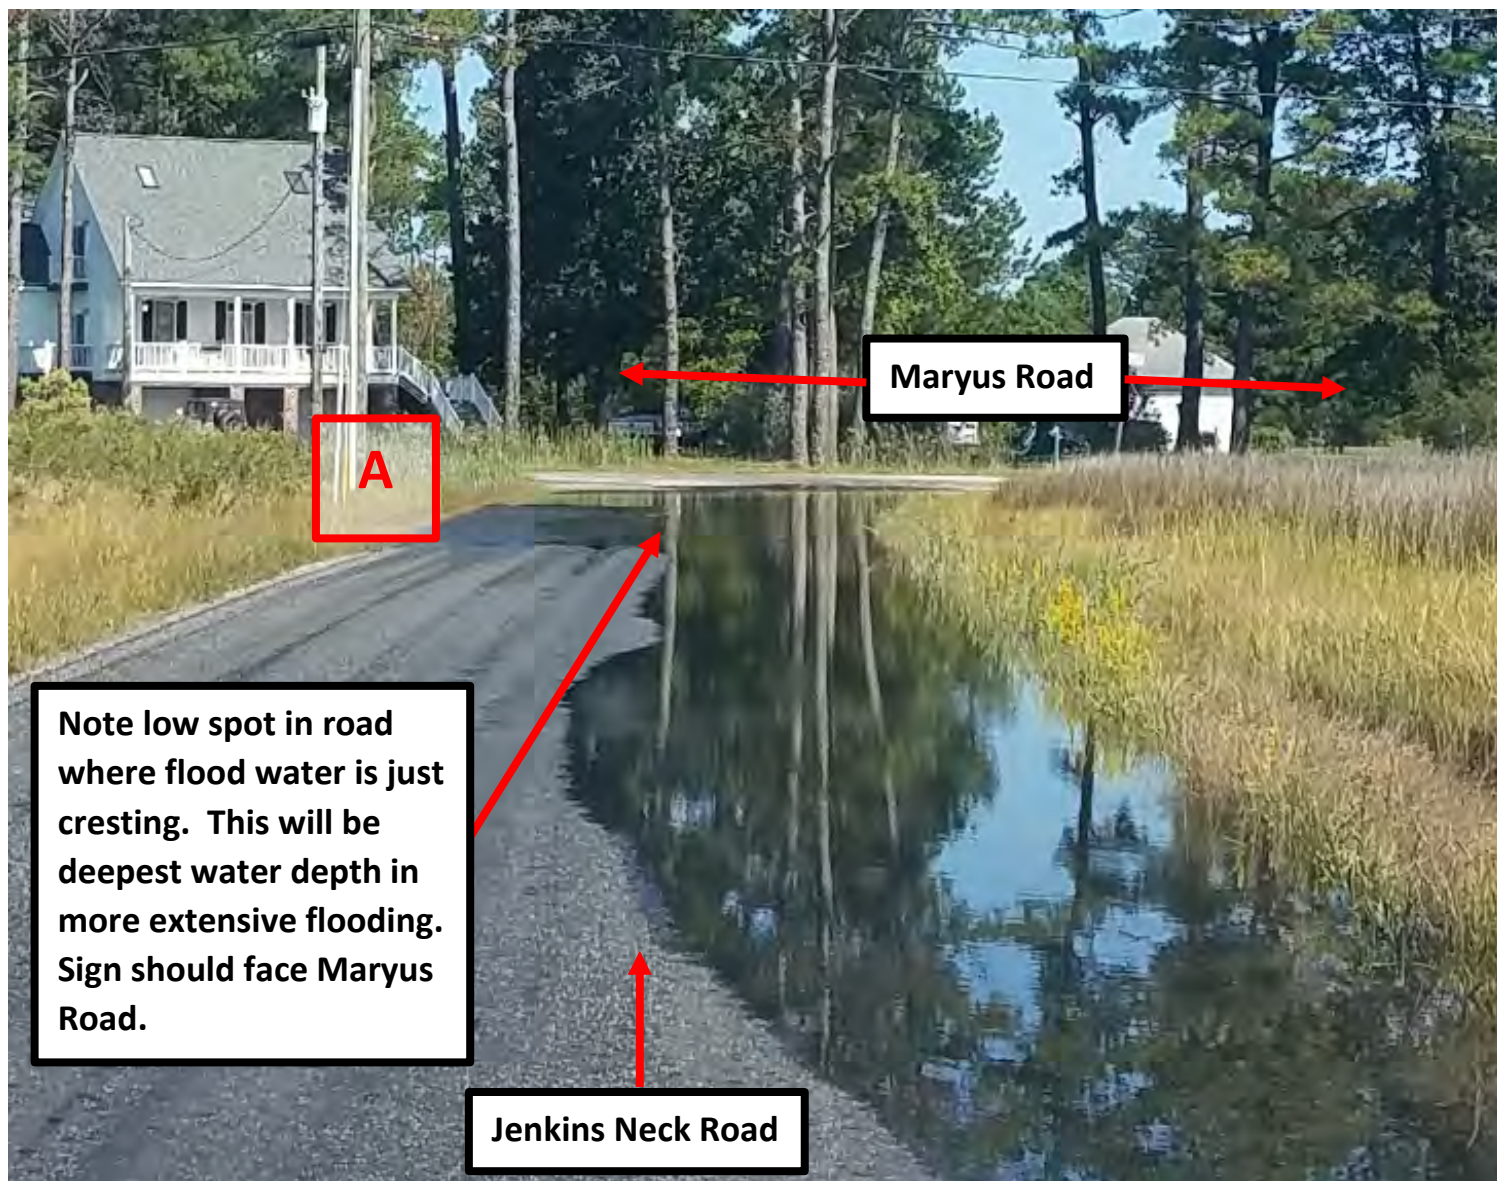 Maryus Road
A
Note low spot in road
where flood water is just
cresting.  This will be
deepest water depth in
more extensive flooding.
Sign should face Maryus
Road.
Jenkins Neck Road